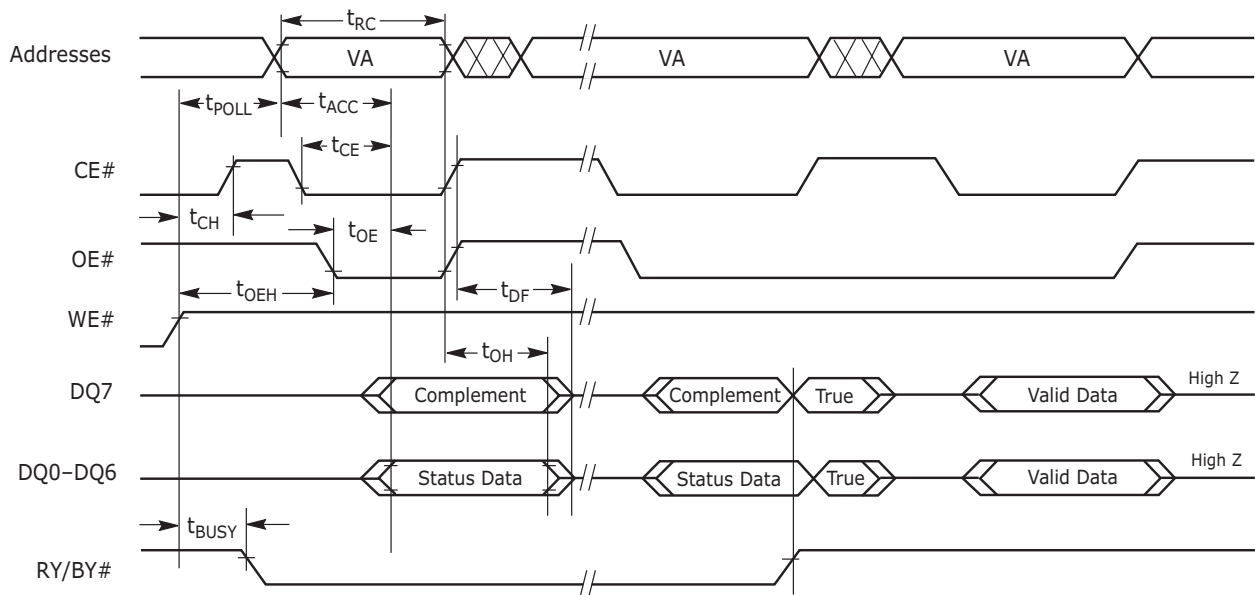 tRC
Addresses VA VA VA
tPOLL tACC
tCE
CE#
tCH tOE
OE#
tOEH tDF
WE#
tOH
DQ7 Complement Complement True Valid Data High Z
DQ0–DQ6 Status Data Status Data True Valid Data High Z
tBUSY
RY/BY#